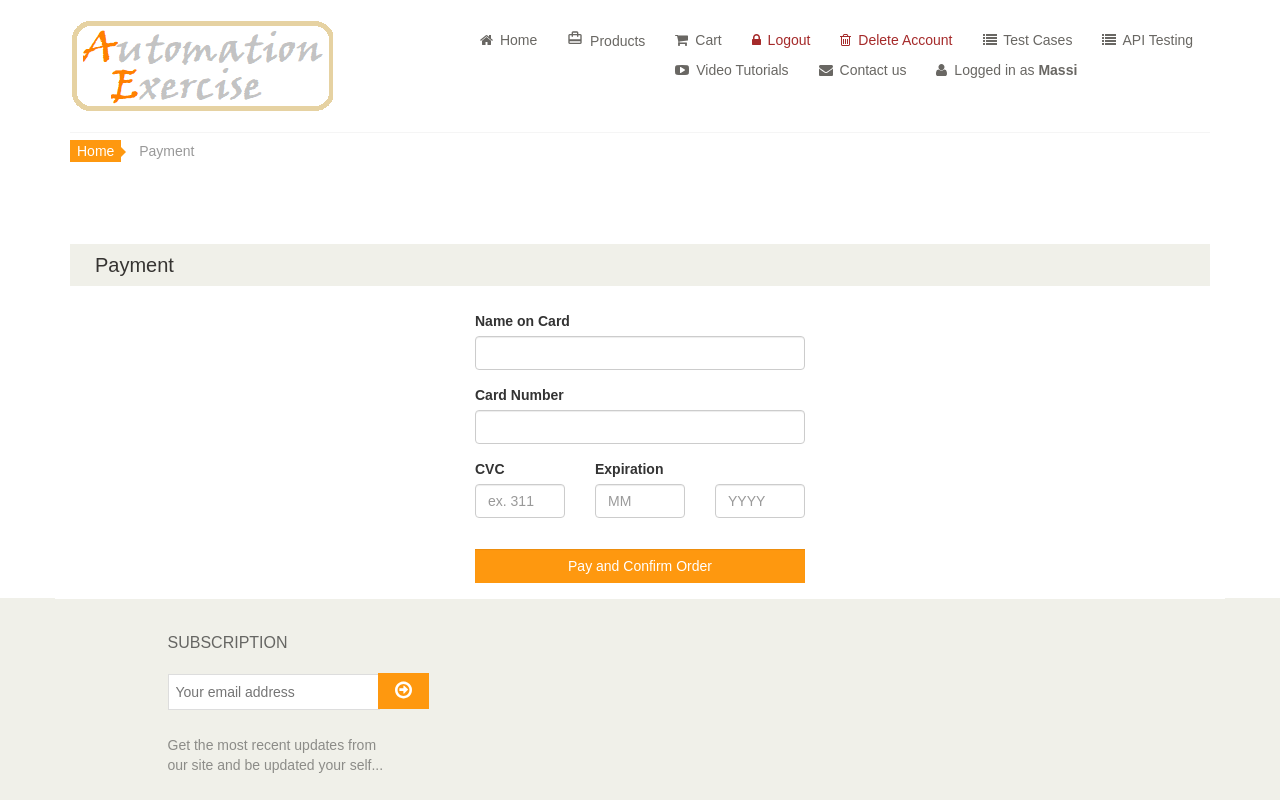 Automation
Exercise
Home
Products
Cart
Logout
Delete Account
Test Cases
API Testing
Video Tutorials
Contact us
Logged in as Massi
Home
Payment
Payment
Name on Card
Card Number
CVC
Expiration
ex. 311
MM
YYYY
Pay and Confirm Order
SUBSCRIPTION
Your email address
Get the most recent updates from
our site and be updated your self...